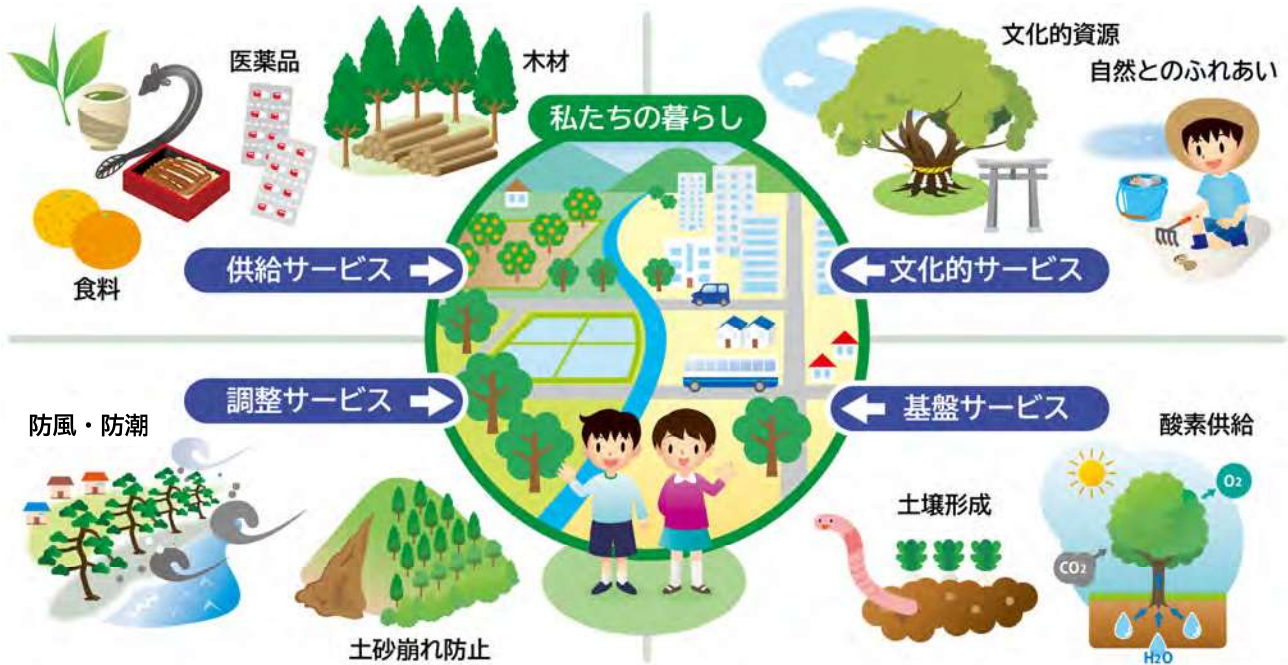 医薬品
木材
食料
供給サービス
私たちの暮らし
文化的資源
自然とのふれあい
文化的サービス
調整サービス
防風・防潮
土砂崩れ防止
基盤サービス
土壌形成
酸素供給
O2
CO2
H2O